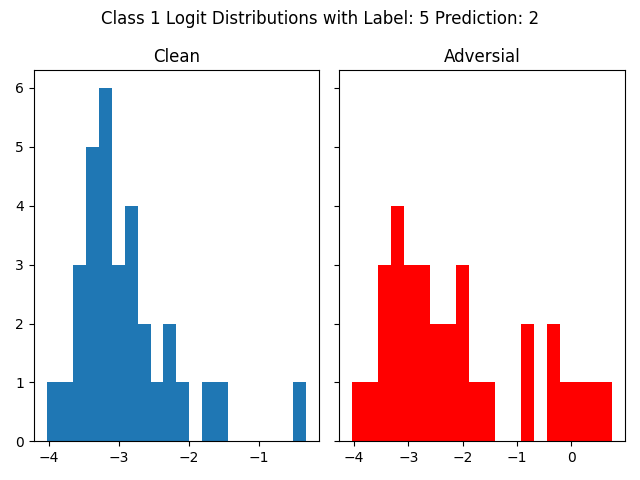 Class 1 Logit Distributions with Label: 5 Prediction: 2
Clean
Adversial
6
5
4
3
2
1
0
−4 −3 −2 −1
−4 −3 −2 −1 0